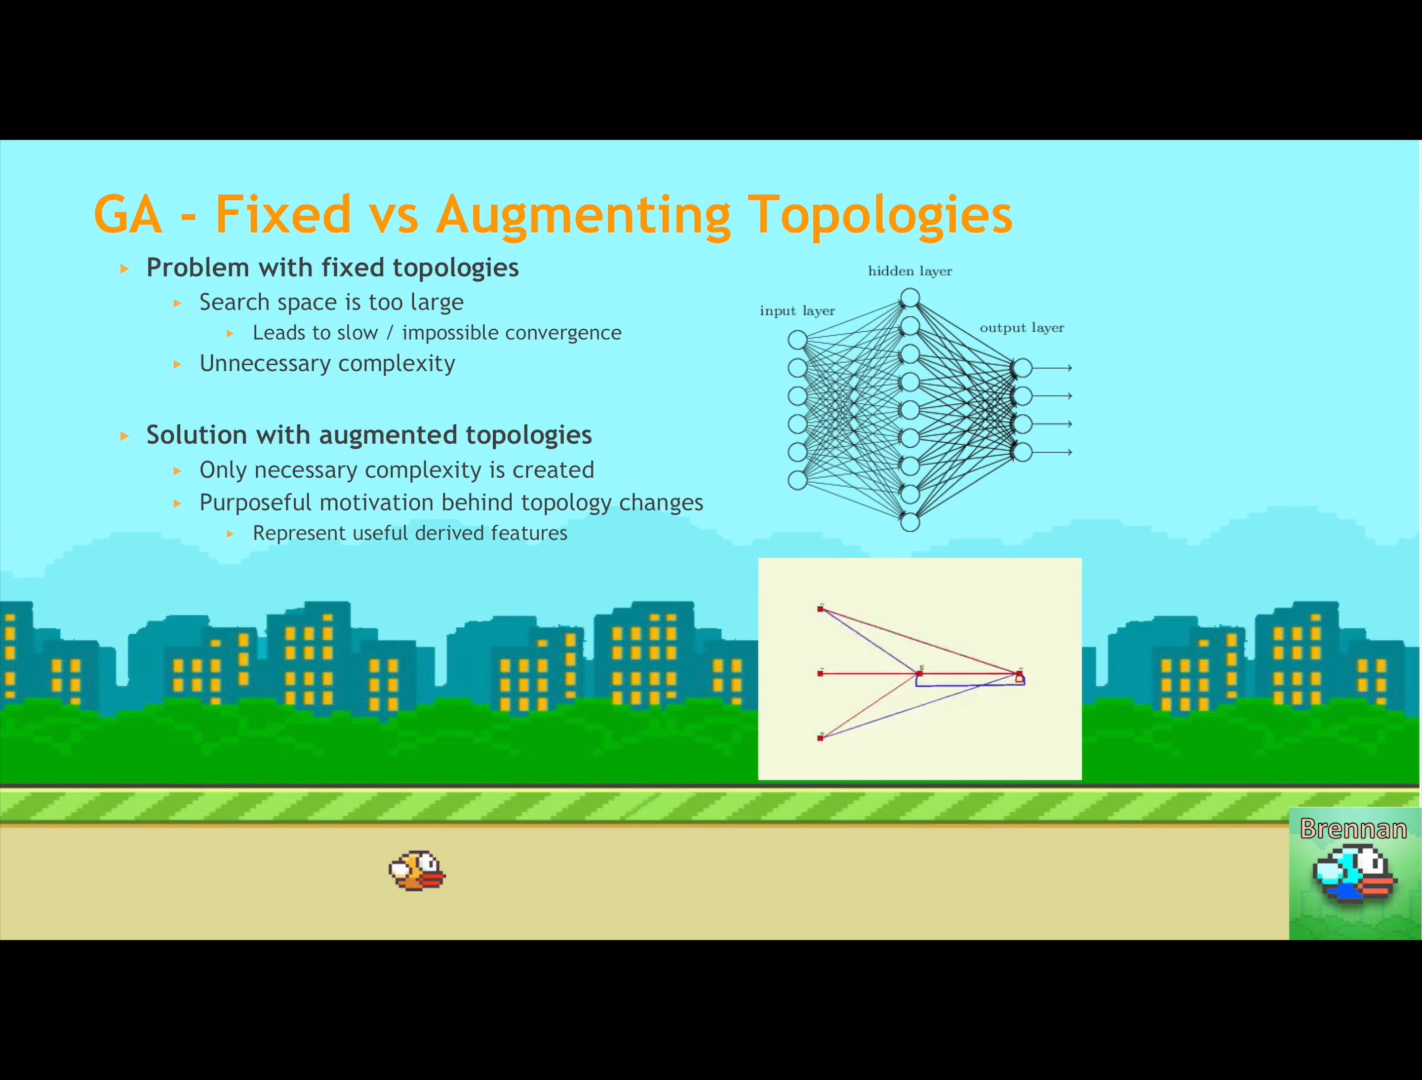 GA - Fixed vs Augmenting Topologies
Problem with fixed topologies
Search space is too large
Leads to slow / impossible convergence
Unnecessary complexity
Solution with augmented topologies
Only necessary complexity is created
Purposeful motivation behind topology changes
Represent useful derived features
hidden layer
input layer
output layer
Brennan